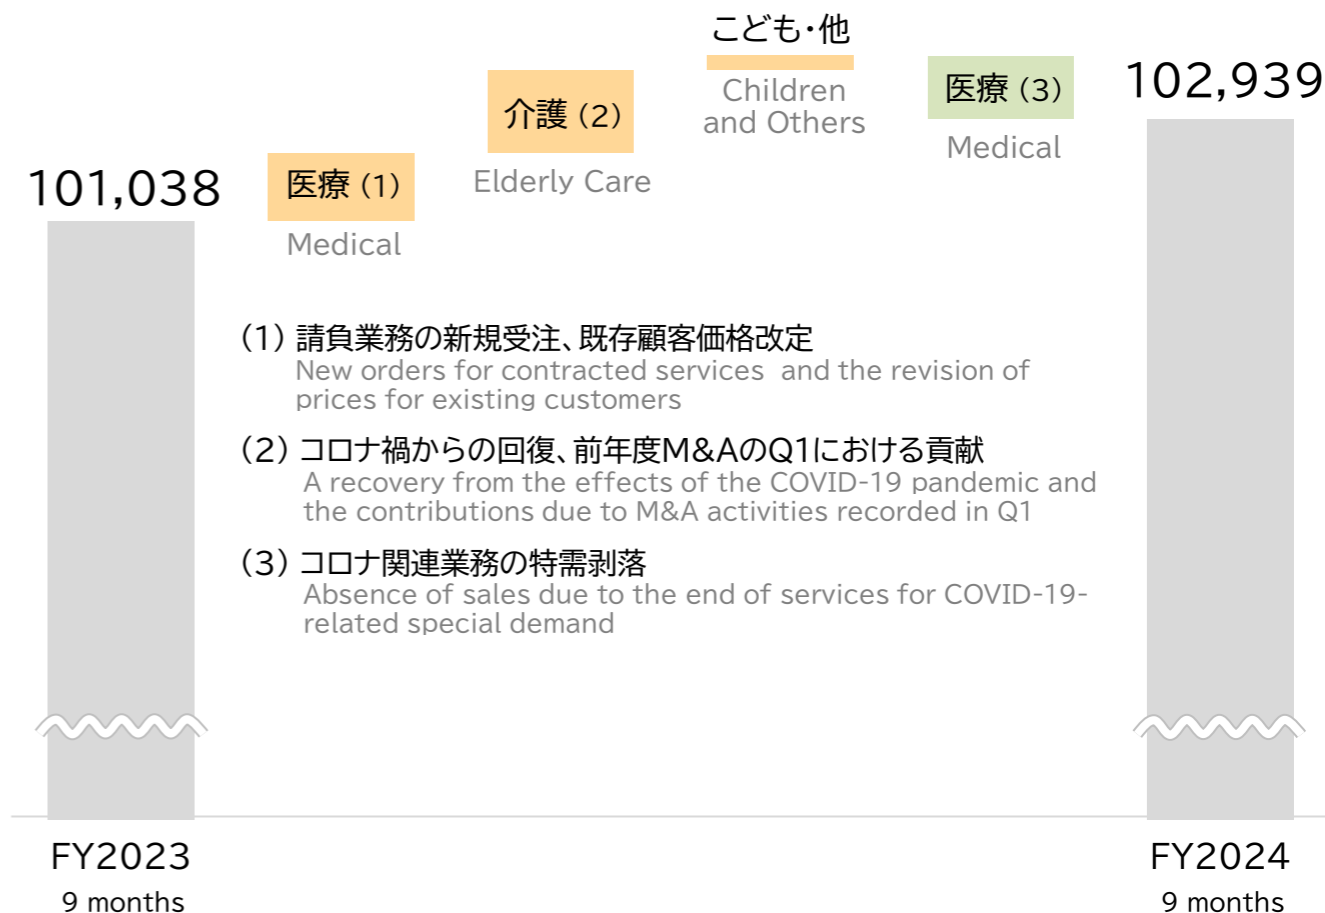 こども・他
Children
and Others
102,939
医療 (3)
Medical
介護 (2)
Elderly Care
101,038
医療 (1)
Medical
(1) 請負業務の新規受注、既存顧客価格改定
New orders for contracted services and the revision of
prices for existing customers
(2) コロナ禍からの回復、前年度M&AのQ1における貢献
A recovery from the effects of the COVID-19 pandemic and
the contributions due to M&A activities recorded in Q1
(3) コロナ関連業務の特需剥落
Absence of sales due to the end of services for COVID-19-
related special demand
FY2023
9 months
FY2024
9 months